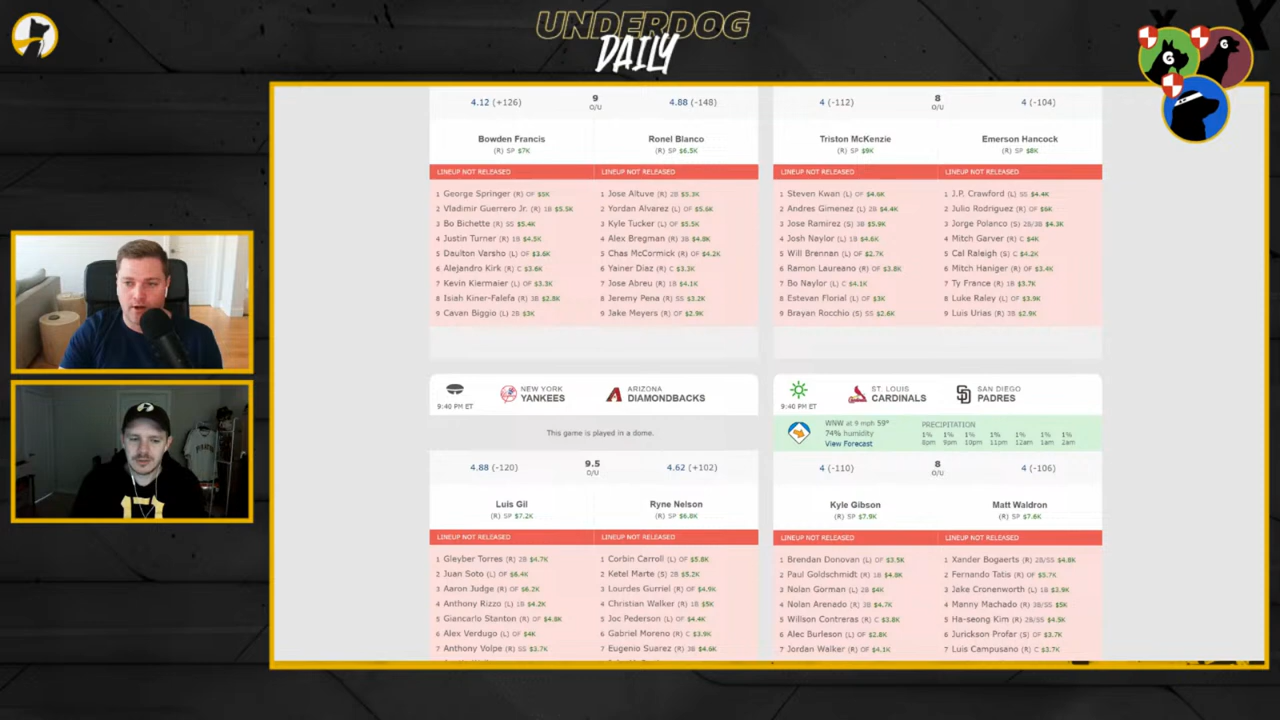 UNDERDOG
DAILY
G
G
4.12 (+126)
9
O/U
4.88 (-148)
Bowden Francis
(R) SP $7K
Ronel Blanco
(R) SP $6.5K
LINEUP NOT RELEASED
LINEUP NOT RELEASED
1 George Springer (R) OF $5K
2 Vladimir Guerrero Jr. (R) 1B $5.5K
3 Bo Bichette (R) SS $5.4K
4 Justin Turner (R) 1B $4.5K
5 Daulton Varsho (L) OF $3.6K
6 Alejandro Kirk (R) C $3.6K
7 Kevin Kiermaier (L) OF $3.3K
8 Isiah Kiner-Falefa (R) 3B $2.8K
9 Cavan Biggio (L) 2B $3K
1 Jose Altuve (R) 2B $5.3K
2 Yordan Alvarez (L) OF $5.6K
3 Kyle Tucker (L) OF $5.5K
4 Alex Bregman (R) 3B $4.8K
5 Chas McCormick (R) OF $4.2K
6 Yainer Diaz (R) C $3.3K
7 Jose Abreu (R) 1B $4.1K
8 Jeremy Pena (R) SS $3.2K
9 Jake Meyers (R) OF $2.9K
4 (-112)
8
O/U
4 (-104)
Triston McKenzie
(R) SP $9K
Emerson Hancock
(R) SP $8K
LINEUP NOT RELEASED
LINEUP NOT RELEASED
1 Steven Kwan (L) OF $4.6K
2 Andres Gimenez (L) 2B $4.4K
3 Jose Ramirez (S) 3B $5.9K
4 Josh Naylor (L) 1B $4.6K
5 Will Brennan (L) OF $2.7K
6 Ramon Laureano (R) OF $3.8K
7 Bo Naylor (L) C $4.1K
8 Estevan Florial (L) OF $3K
9 Brayan Rocchio (S) SS $2.6K
1 J.P. Crawford (L) SS $4.4K
2 Julio Rodriguez (R) OF $6K
3 Jorge Polanco (S) 2B/3B $4.3K
4 Mitch Garver (R) C $4K
5 Cal Raleigh (S) C $4.2K
6 Mitch Haniger (R) OF $3.4K
7 Ty France (R) 1B $3.7K
8 Luke Raley (L) OF $3.9K
9 Luis Urias (R) 3B $2.9K
9:40 PM ET
NEW YORK
YANKEES
ARIZONA
DIAMONDBACKS
This game is played in a dome.
4.88 (-120)
9.5
O/U
4.62 (+102)
Luis Gil
(R) SP $7.2K
Ryne Nelson
(R) SP $6.8K
LINEUP NOT RELEASED
LINEUP NOT RELEASED
1 Gleyber Torres (R) 2B $4.7K
2 Juan Soto (L) OF $6.4K
3 Aaron Judge (R) OF $6.2K
4 Anthony Rizzo (L) 1B $4.2K
5 Giancarlo Stanton (R) OF $4.8K
6 Alex Verdugo (L) OF $4K
7 Anthony Volpe (R) SS $3.7K
1 Corbin Carroll (L) OF $5.8K
2 Ketel Marte (S) 2B $5.2K
3 Lourdes Gurriel (R) OF $4.9K
4 Christian Walker (R) 1B $5K
5 Joc Pederson (L) OF $4.4K
6 Gabriel Moreno (R) C $3.9K
7 Eugenio Suarez (R) 3B $4.6K
9:40 PM ET
ST. LOUIS
CARDINALS
SAN DIEGO
PADRES
WNW at 9 mph 59°
74% humidity
View Forecast
PRECIPITATION
1% 1% 1% 1% 1% 1% 1%
8pm 9pm 10pm 11pm 12am 1am 2am
4 (-110)
8
O/U
4 (-106)
Kyle Gibson
(R) SP $7.9K
Matt Waldron
(R) SP $7.6K
LINEUP NOT RELEASED
LINEUP NOT RELEASED
1 Brendan Donovan (L) OF $3.5K
2 Paul Goldschmidt (R) 1B $4.8K
3 Nolan Gorman (L) 2B $4K
4 Nolan Arenado (R) 3B $4.7K
5 Willson Contreras (R) C $3.8K
6 Alec Burleson (L) OF $2.8K
7 Jordan Walker (R) OF $4.1K
1 Xander Bogaerts (R) 2B/SS $4.8K
2 Fernando Tatis (R) OF $5.7K
3 Jake Cronenworth (L) 1B $3.9K
4 Manny Machado (R) 3B/SS $5K
5 Ha-seong Kim (R) 2B/SS $4.5K
6 Jurickson Profar (S) OF $3.7K
7 Luis Campusano (R) C $3.7K